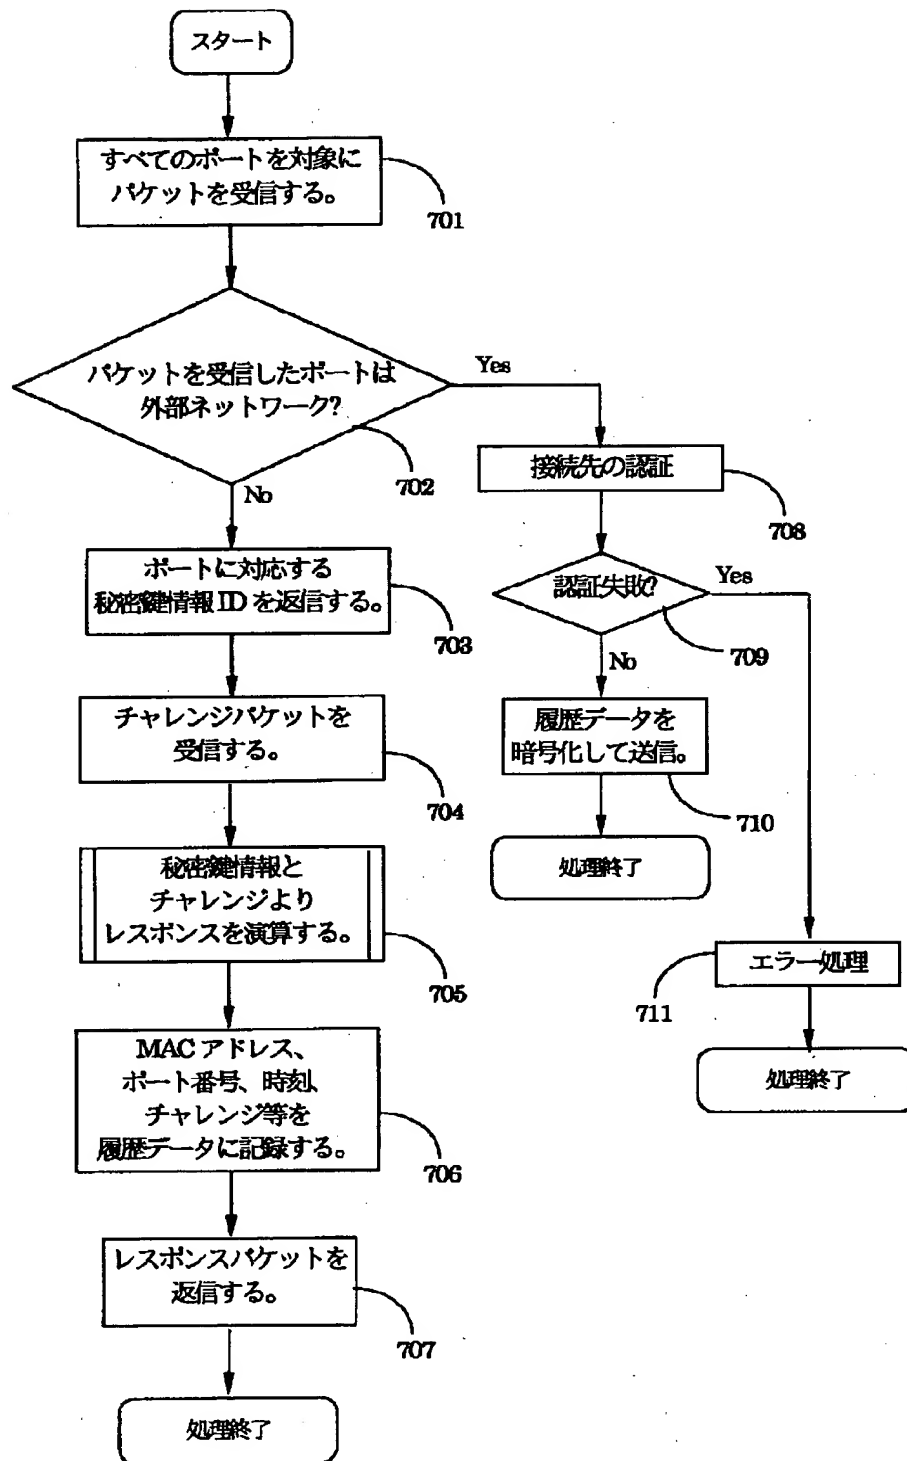 スタート
すべてのポートを対象に
パケットを受信する。
701
パケットを受信したポートは
外部ネットワーク?
Yes
702
No
ポートに対応する
秘密鍵情報 ID を返信する。
703
チャレンジパケットを
受信する。
704
秘密鍵情報と
チャレンジより
レスポンスを演算する。
705
MAC アドレス、
ポート番号、時刻、
チャレンジ等を
履歴データに記録する。
706
レスポンスパケットを
返信する。
707
処理終了
接続先の認証
708
認証失敗?
Yes
709
No
履歴データを
暗号化して送信。
710
処理終了
エラー処理
711
処理終了